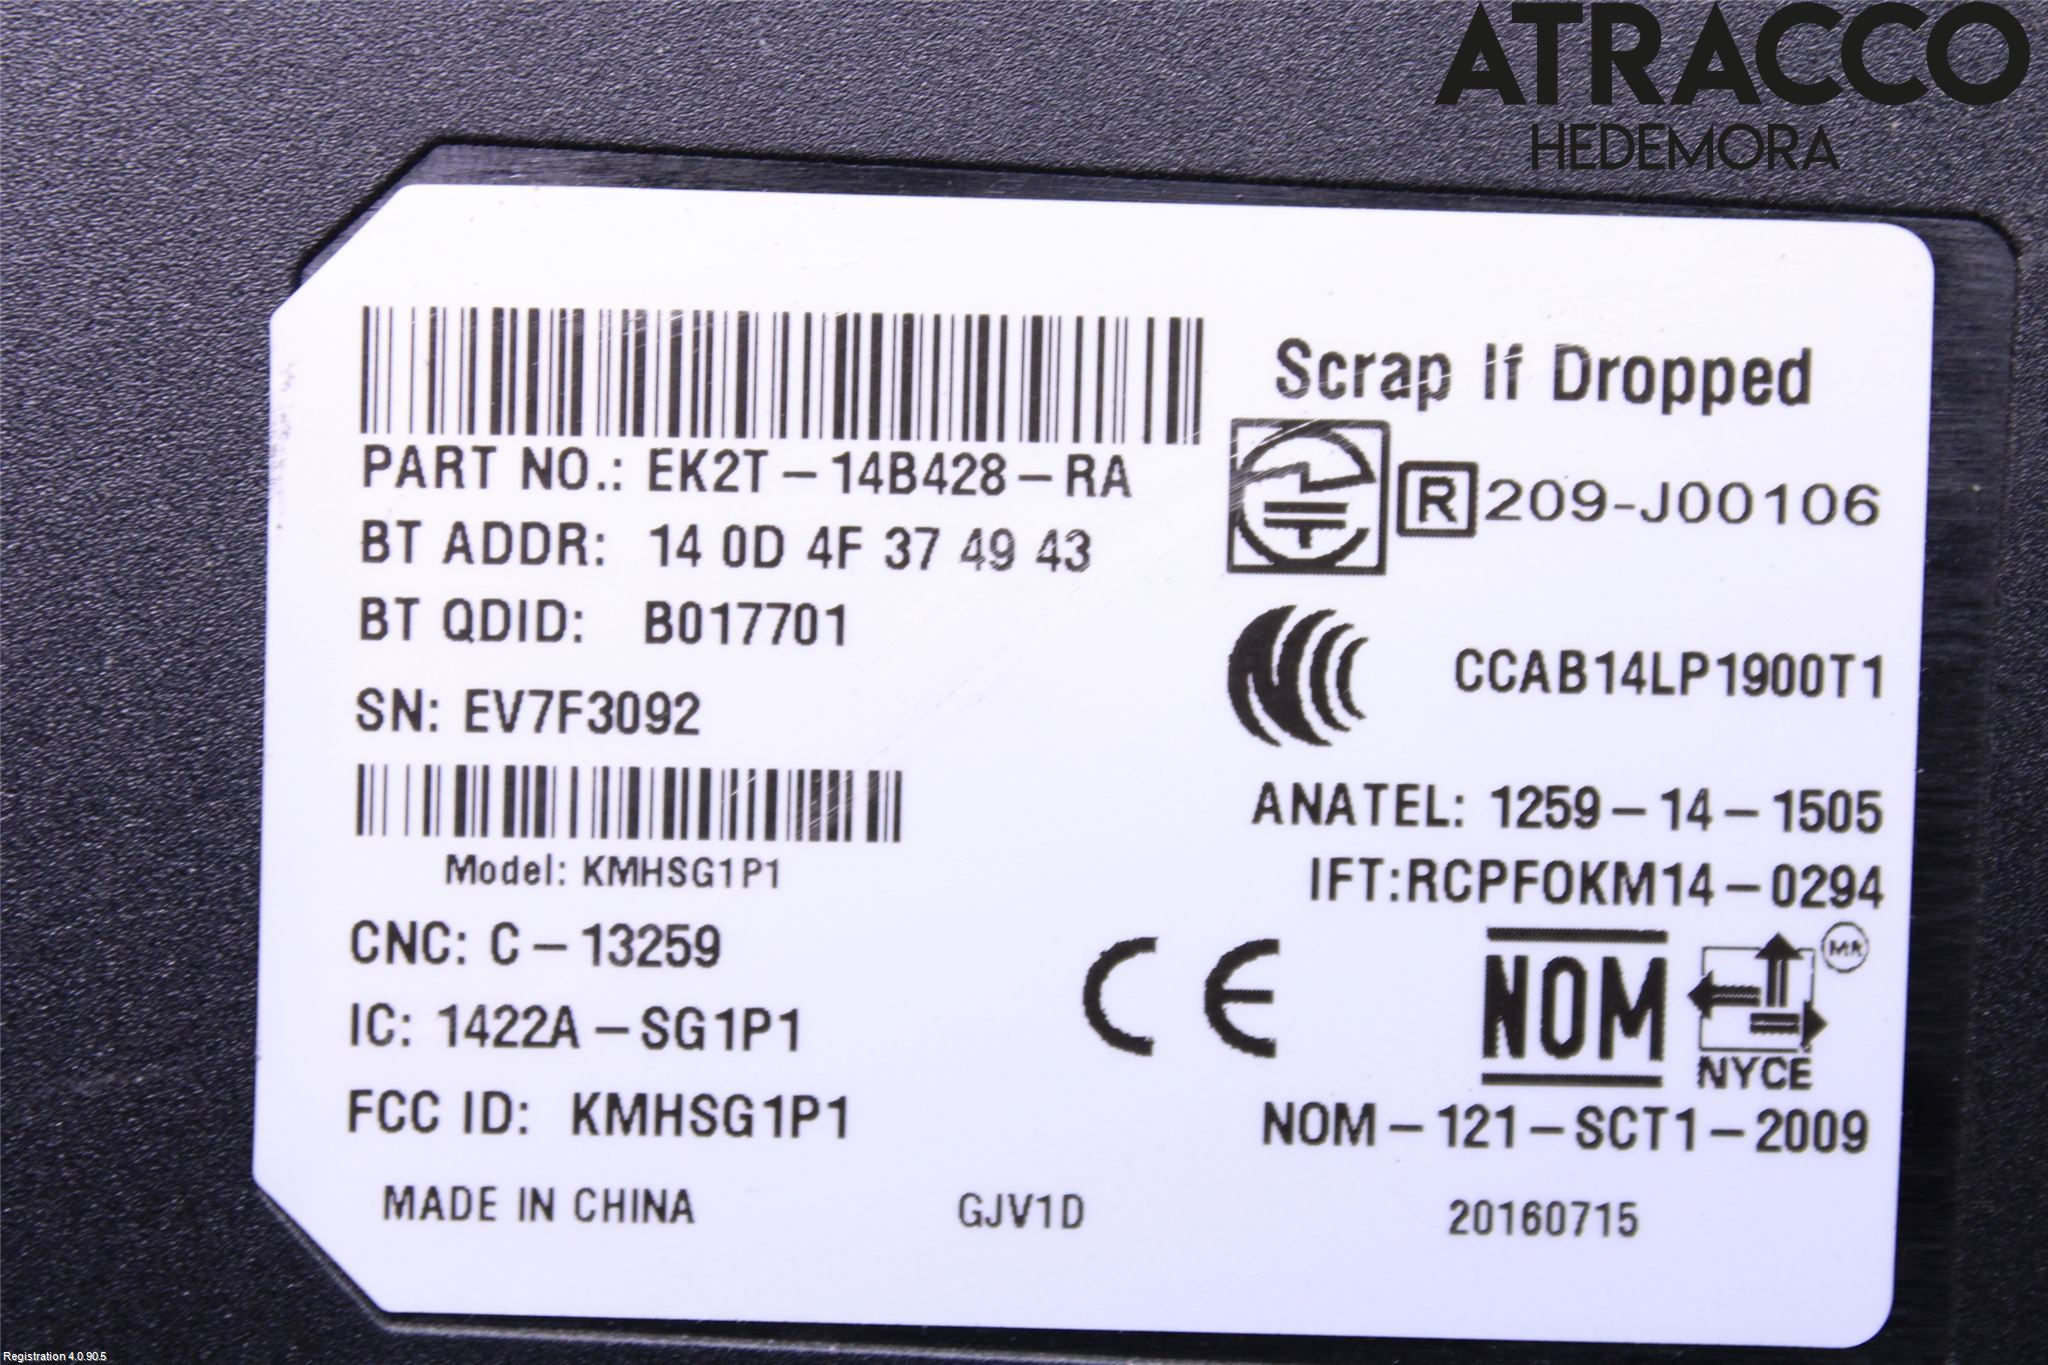 ATRACCO
HEDEMORA
PART NO.: EK2T-14B428-RA
BT ADDR: 14 0D 4F 37 49 43
BT QDID: B017701
SN: EV7F3092
Model: KMHSG1P1
CNC: C-13259
IC: 1422A-SG1P1
FCC ID: KMHSG1P1
MADE IN CHINA
GJV1D
Scrap If Dropped
R 209-J00106
CCAB14LP1900T1
ANATEL: 1259-14-1505
IFT:RCPFOKM14-0294
CE
NOM
NYCE
MR
NOM-121-SCT1-2009
20160715
Registration 4.0.90.5